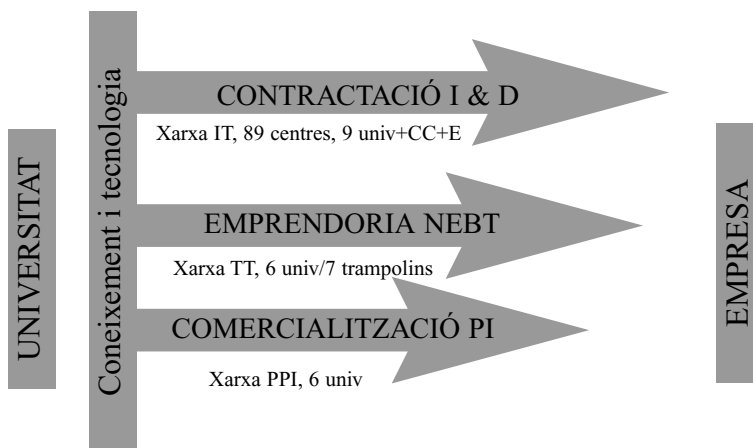 UNIVERSITAT
Coneixement i tecnologia
CONTRACTACIÓ I & D
Xarxa IT, 89 centres, 9 univ+CC+E
EMPRENDORIA NEBT
Xarxa TT, 6 univ/7 trampolins
COMERCIALITZACIÓ PI
Xarxa PPI, 6 univ
EMPRESA